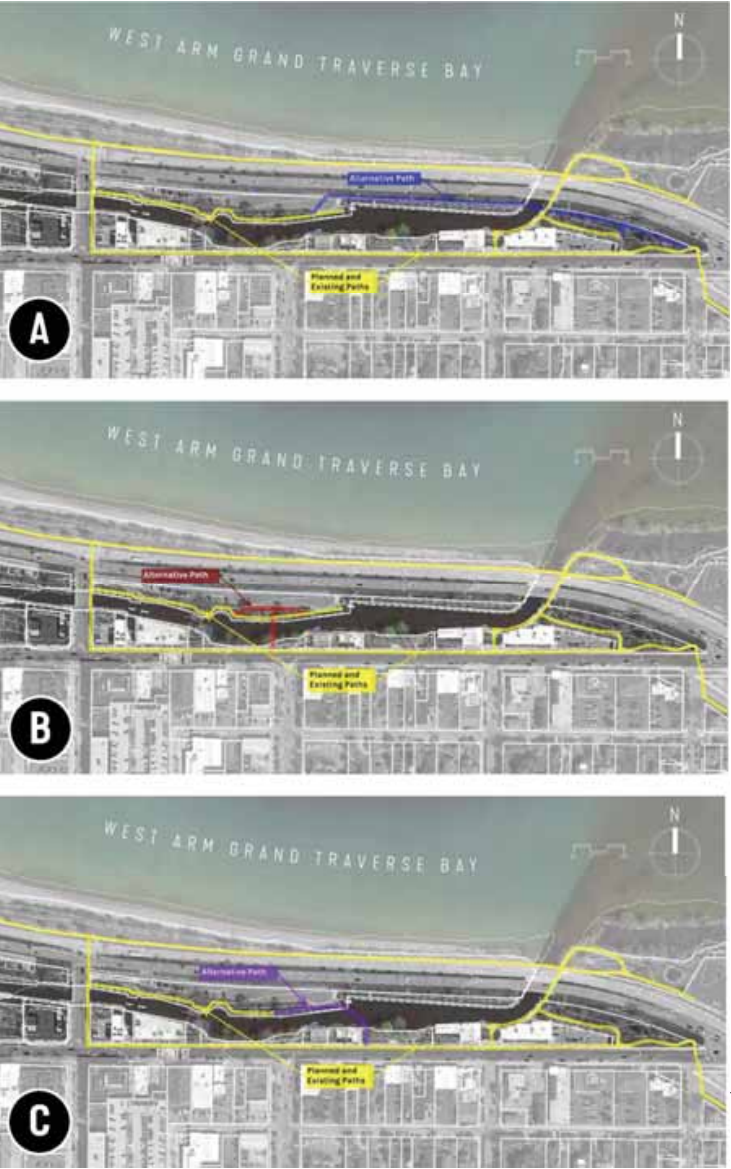 WEST ARM GRAND TRAVERSE BAY
N
Alternative Path
Planned and
Existing Paths
A
WEST ARM GRAND TRAVERSE BAY
N
Alternative Path
Planned and
Existing Paths
B
WEST ARM GRAND TRAVERSE BAY
N
Alternative Path
Planned and
Existing Paths
C